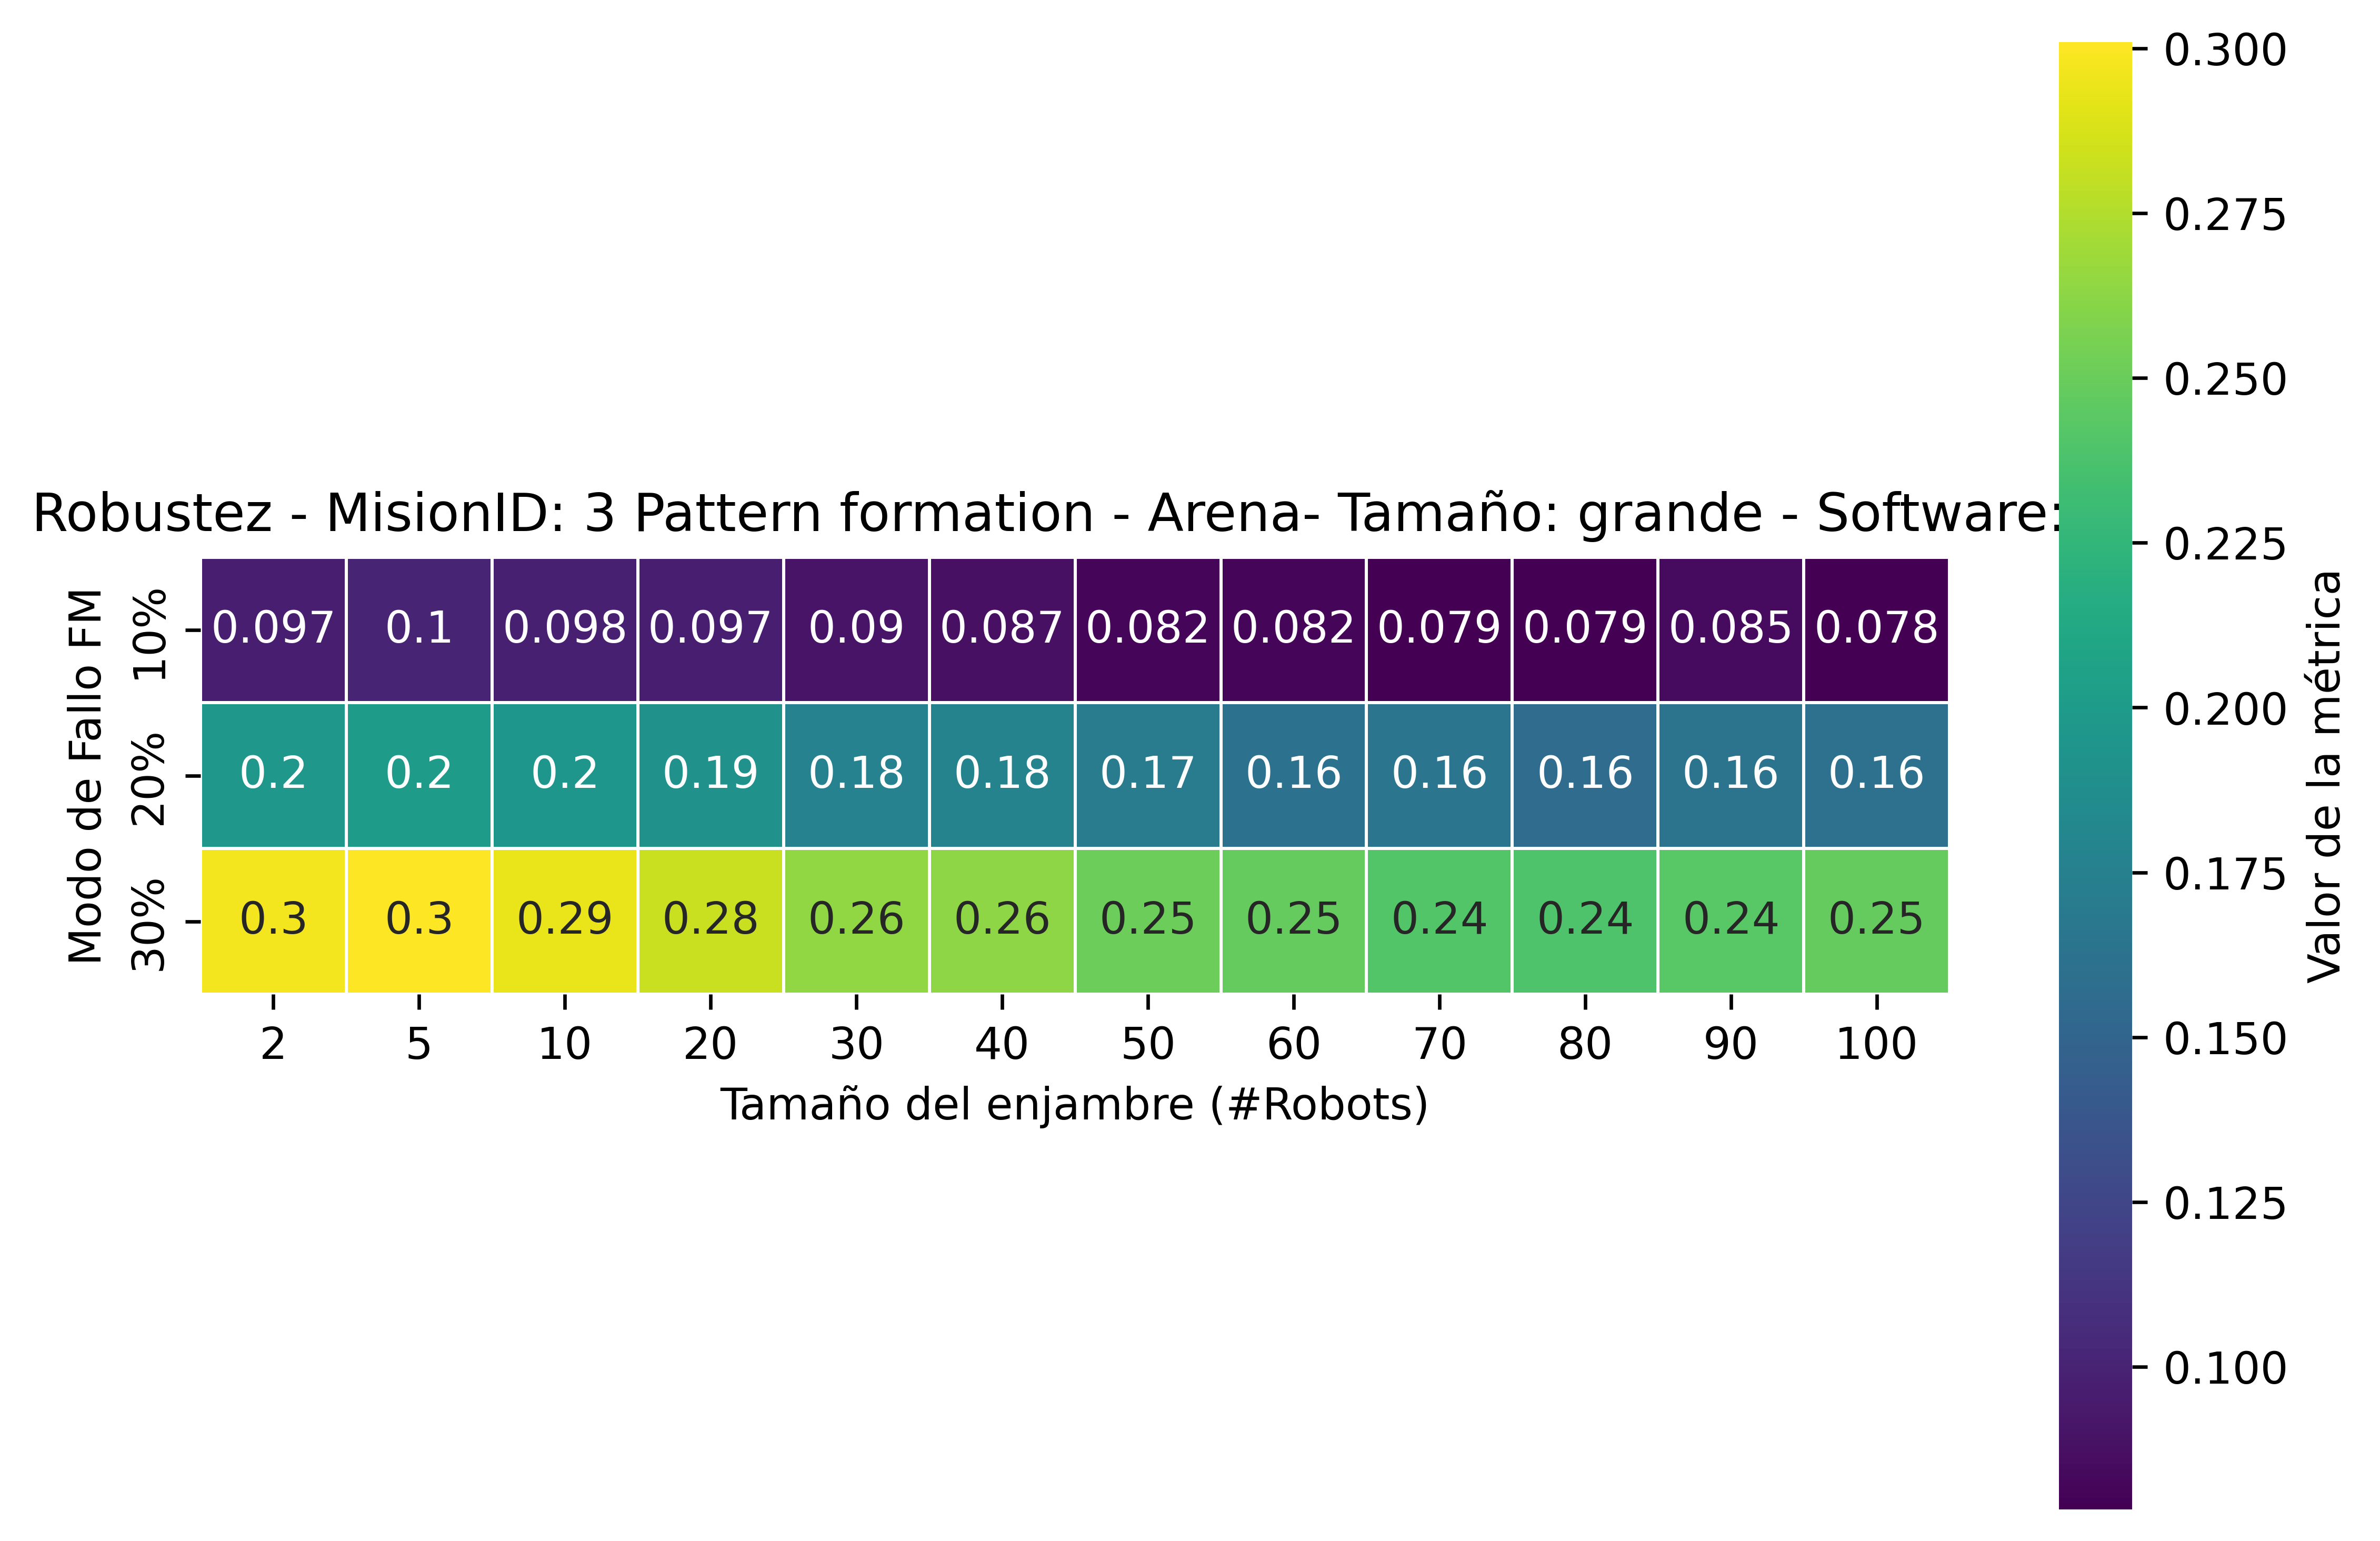 Robustez - MisionID: 3 Pattern formation - Arena- Tamaño: grande - Software:
Modo de Fallo FM
10% 0.097 0.1 0.098 0.097 0.09 0.087 0.082 0.082 0.079 0.079 0.085 0.078
20% 0.2 0.2 0.2 0.19 0.18 0.18 0.17 0.16 0.16 0.16 0.16 0.16
30% 0.3 0.3 0.29 0.28 0.26 0.26 0.25 0.25 0.24 0.24 0.24 0.25
2 5 10 20 30 40 50 60 70 80 90 100
Tamaño del enjambre (#Robots)
0.300
0.275
0.250
0.225
0.200
0.175
0.150
0.125
0.100
Valor de la métrica